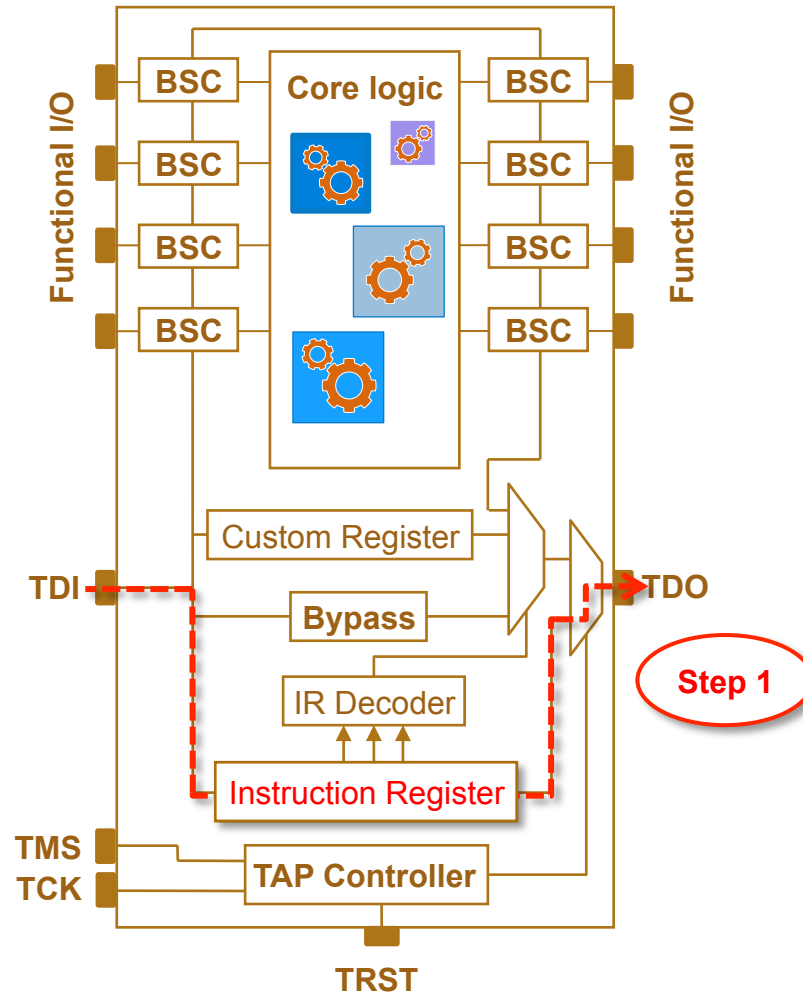 BSC
BSC
Core logic
BSC
BSC
BSC
BSC
BSC
BSC
Functional I/O
Functional I/O
Custom Register
TDI
TDO
Bypass
Step 1
IR Decoder
Instruction Register
TMS
TAP Controller
TCK
TRST